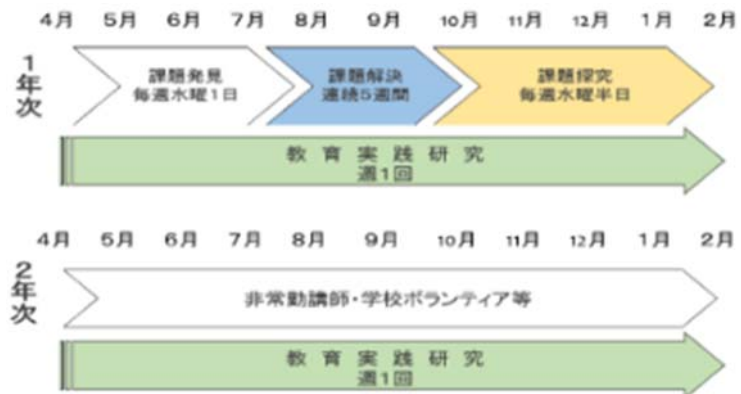 4月 5月 6月 7月 8月 9月 10月 11月 12月 1月 2月
1年次
課題発見
毎週水曜1日
課題解決
連続5週間
課題探究
毎週水曜半日
教育実践研究
週1回
4月 5月 6月 7月 8月 9月 10月 11月 12月 1月 2月
2年次
非常勤講師・学校ボランティア等
教育実践研究
週1回